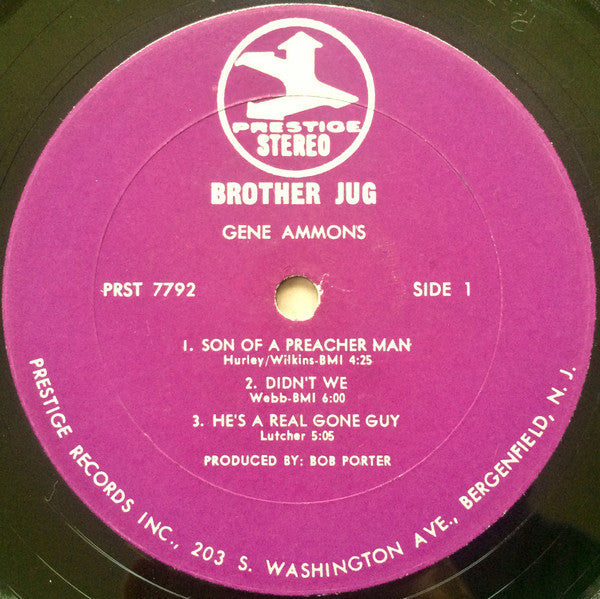 PRESTIGE
STEREO
BROTHER JUG
GENE AMMONS
PRST 7792
SIDE 1
1. SON OF A PREACHER MAN
Hurley/Wilkins-BMI 4:25
2. DIDN'T WE
Webb-BMI 6:00
3. HE'S A REAL GONE GUY
Lutcher 5:05
PRODUCED BY: BOB PORTER
PRESTIGE RECORDS INC., 203 S. WASHINGTON AVE., BERGENFIELD, N. J.